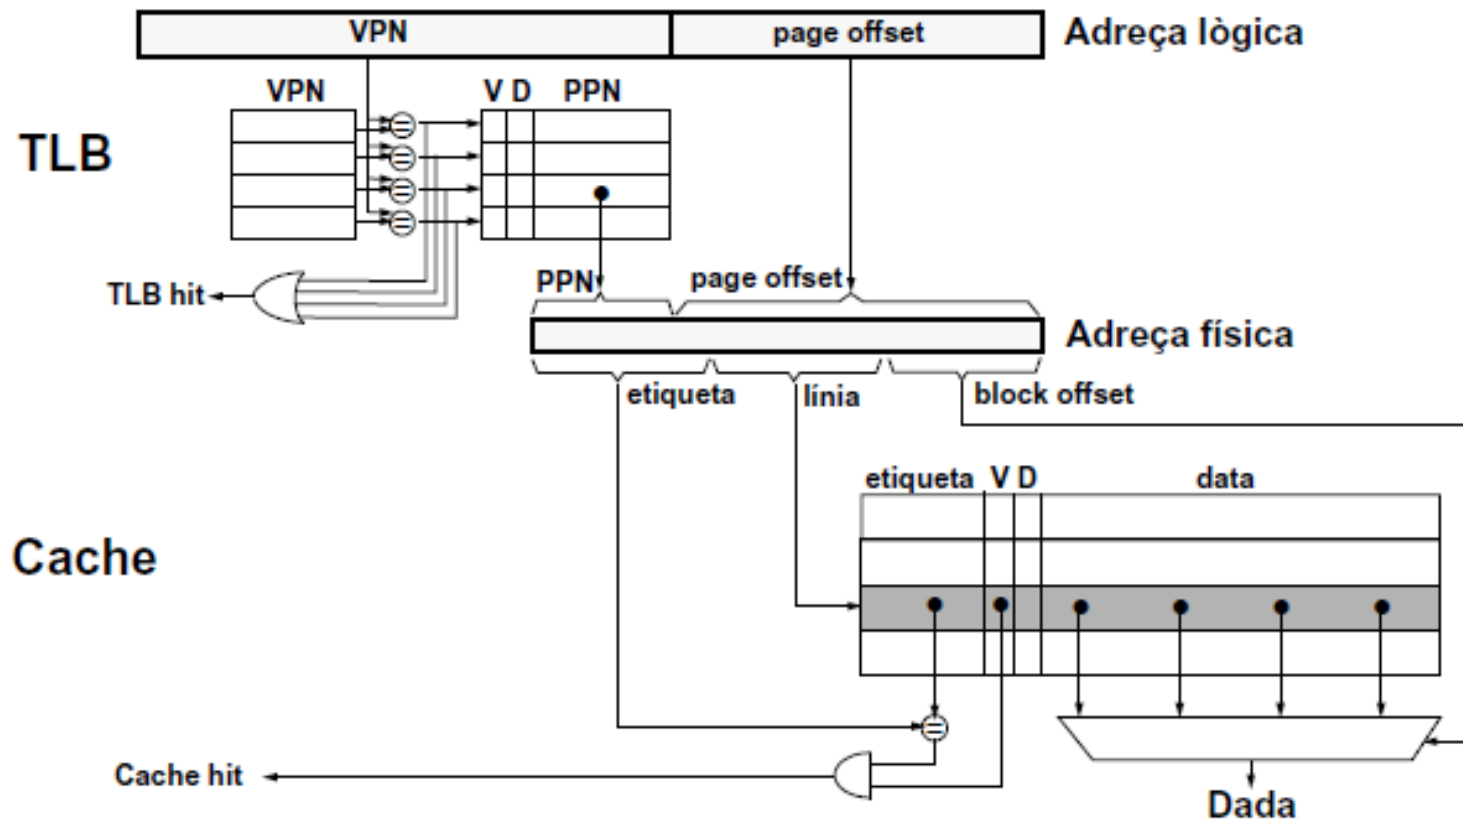 VPN page offset Adreça lògica
VPN V D PPN
TLB
PPN page offset
TLB hit
Adreça física
etiqueta línia block offset
etiqueta V D data
Cache
Cache hit
Dada